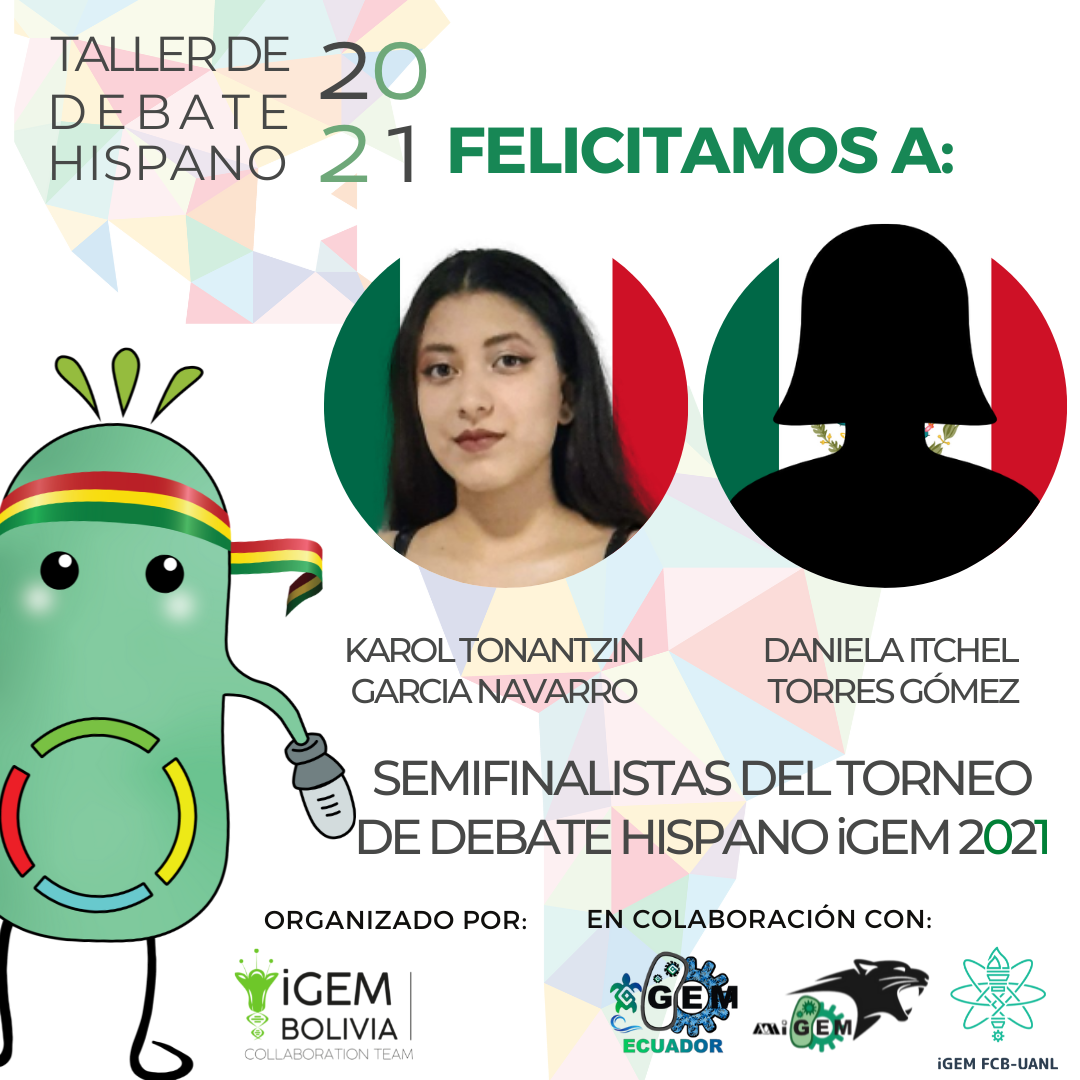 TALLER DE
DEBATE
HISPANO
20
21
FELICITAMOS A:
KAROL TONANTZIN
GARCIA NAVARRO
DANIELA ITCHEL
TORRES GÓMEZ
SEMIFINALISTAS DEL TORNEO
DE DEBATE HISPANO iGEM 2021
ORGANIZADO POR:
EN COLABORACIÓN CON:
iGEM
BOLIVIA
COLLABORATION TEAM
iGEM
ECUADOR
AMiGEM
iGEM FCB-UANL